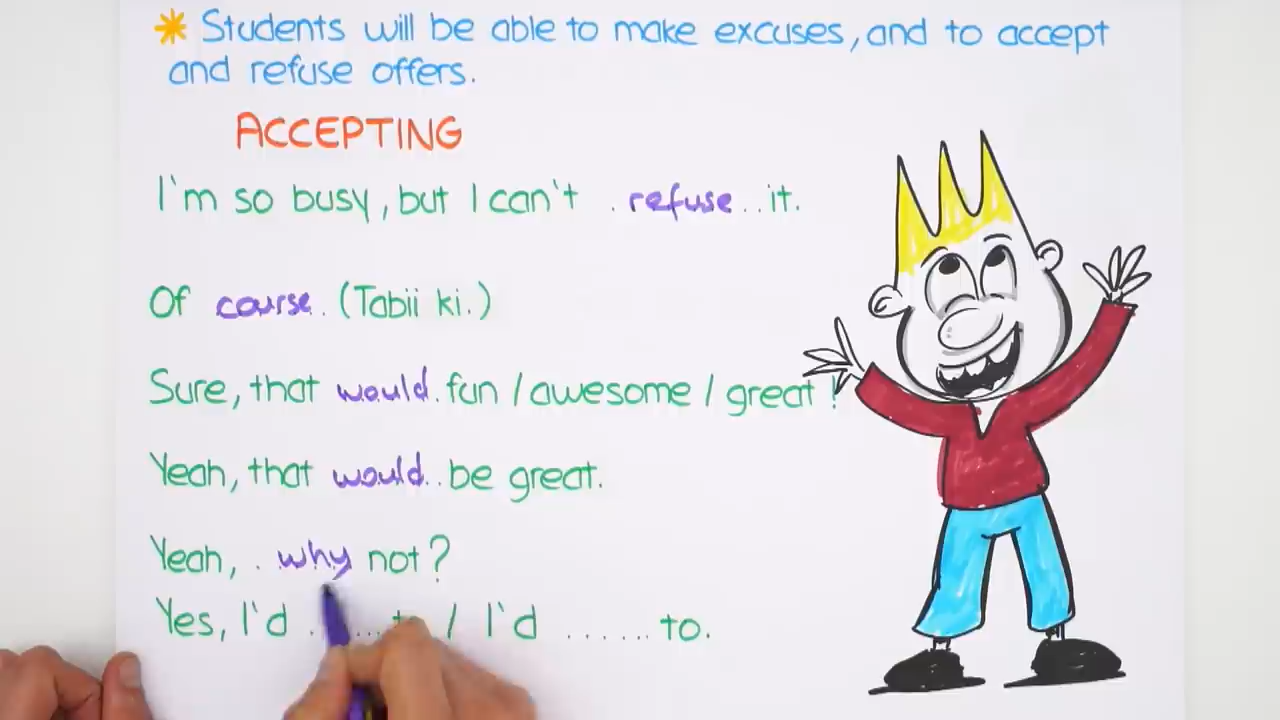 * Students will be able to make excuses, and to accept
and refuse offers.
ACCEPTING
I'm so busy, but I can't . refuse . . it.
Of course. (Tabii ki.)
Sure, that would. fun / awesome / great !
Yeah, that would. . be great.
Yeah, . why not?
Yes, I'd ...... to / I'd ...... to.